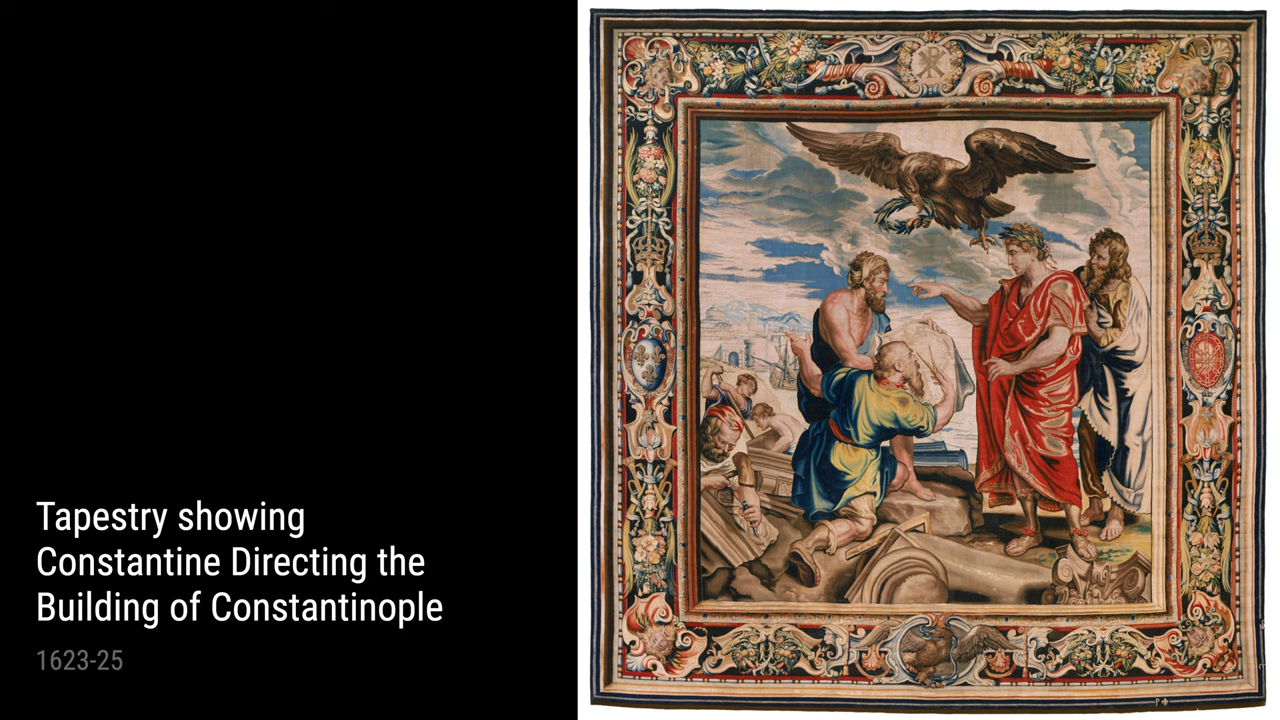 Tapestry showing
Constantine Directing the
Building of Constantinople
1623-25
P